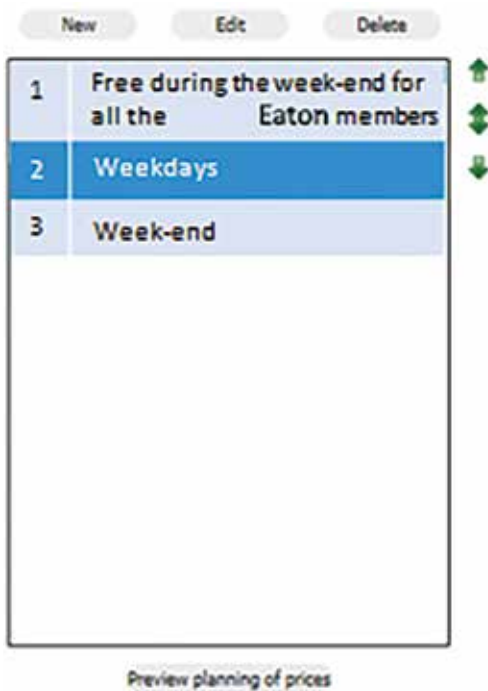 New Edit Delete
1 Free during the week-end for
all the Eaton members
2 Weekdays
3 Week-end
Preview planning of prices